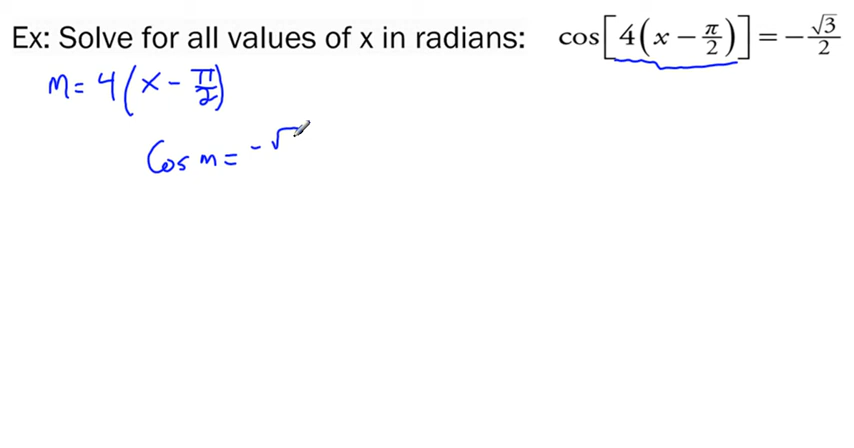 Ex: Solve for all values of x in radians: cos[4(x − π/2)] = −√3/2
m = 4(x − π/2)
Cos m = −√